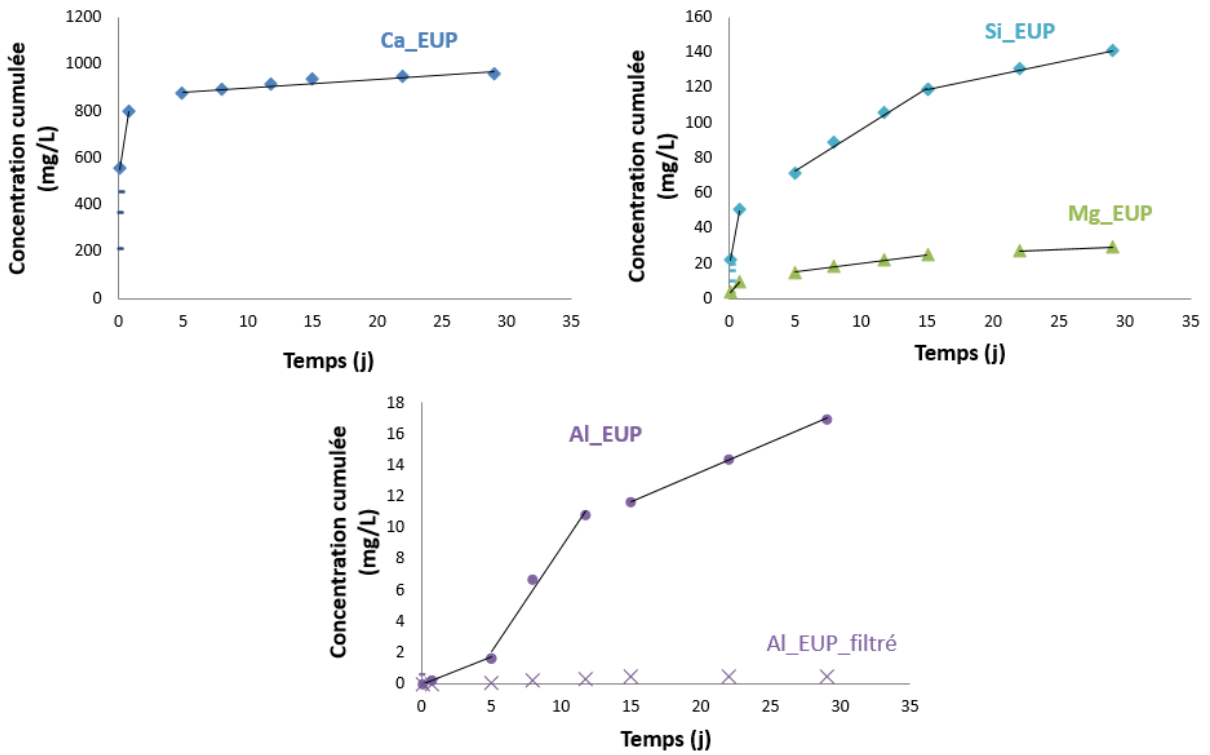 Concentration cumulée
(mg/L)
1200
1000
800
600
400
200
0
Ca_EUP
0 5 10 15 20 25 30 35
Temps (j)
Concentration cumulée
(mg/L)
160
140
120
100
80
60
40
20
0
Si_EUP
Mg_EUP
0 5 10 15 20 25 30 35
Temps (j)
Concentration cumulée
(mg/L)
18
16
14
12
10
8
6
4
2
0
Al_EUP
Al_EUP_filtré
0 5 10 15 20 25 30 35
Temps (j)